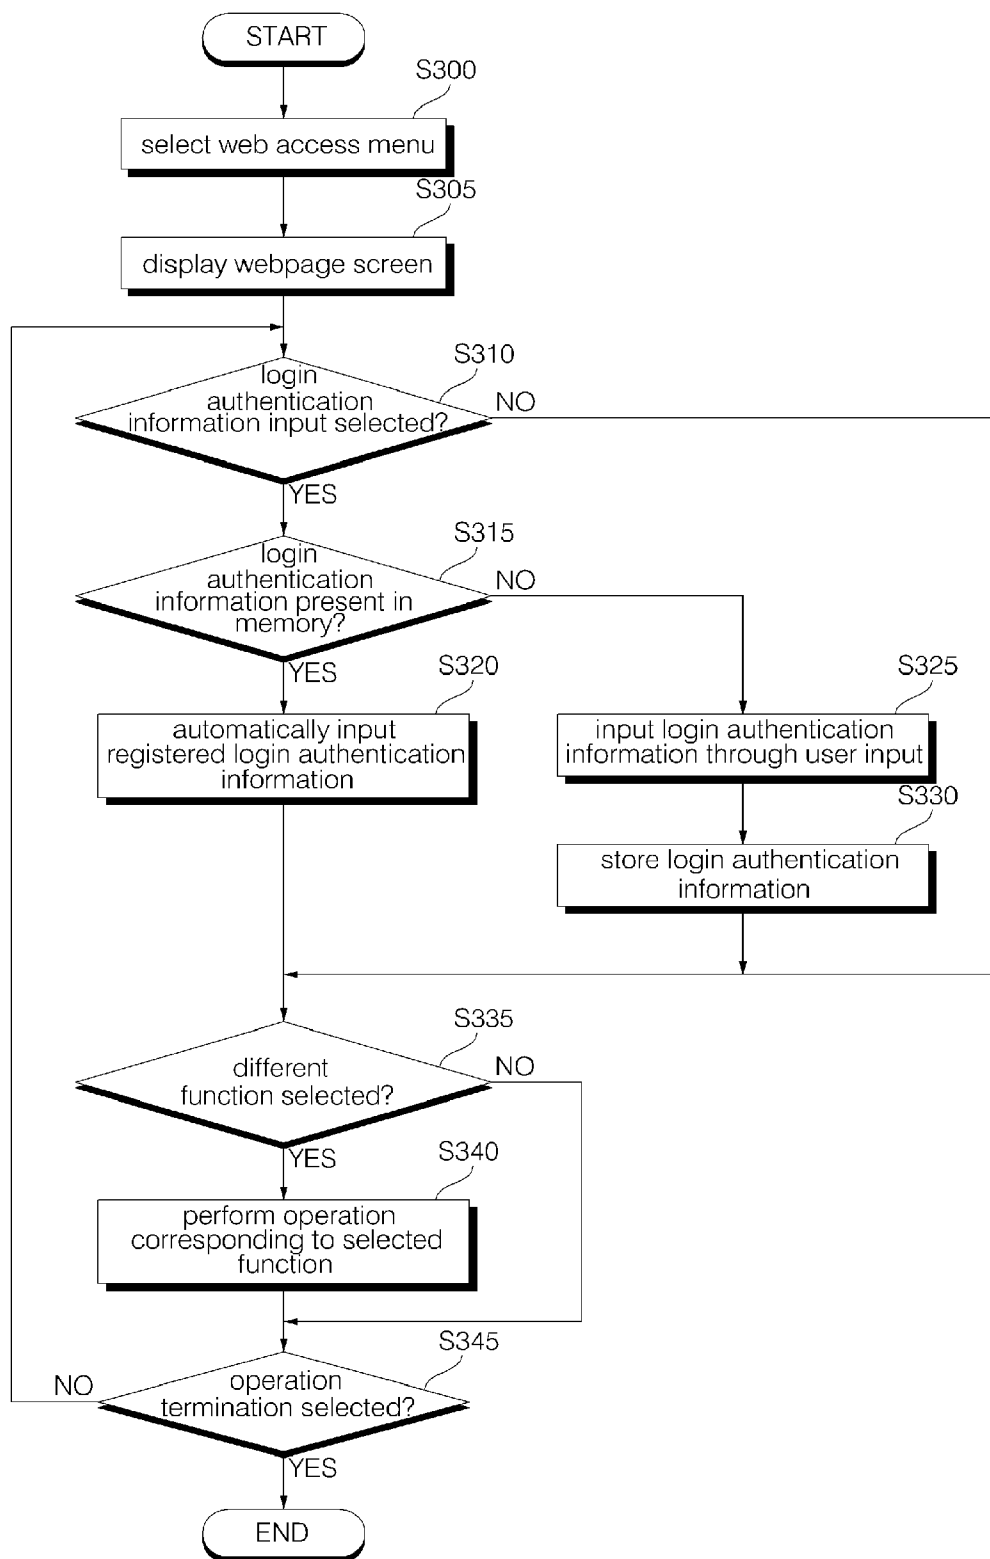 START
S300
select web access menu
S305
display webpage screen
S310
login
authentication
information input selected?
NO
YES
S315
login
authentication
information present in
memory?
NO
YES
S320
automatically input
registered login authentication
information
S325
input login authentication
information through user input
S330
store login authentication
information
S335
different
function selected?
NO
YES
S340
perform operation
corresponding to selected
function
S345
operation
termination selected?
NO
YES
END